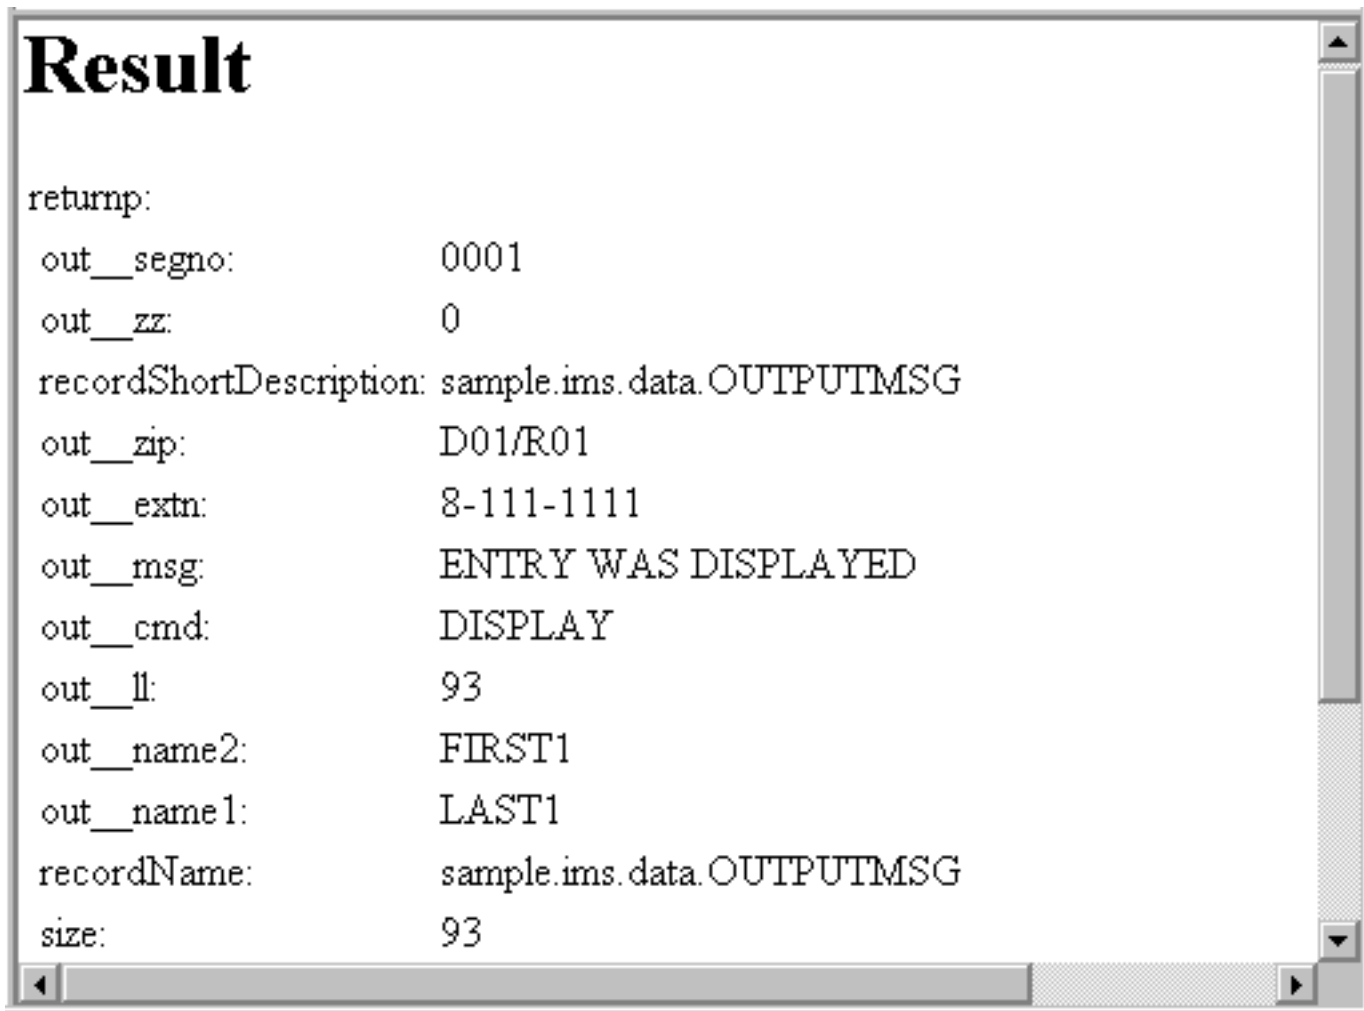 Result
returnp:
out__segno: 0001
out__zz: 0
recordShortDescription: sample.ims.data.OUTPUTMSG
out__zip: D01/R01
out__extn: 8-111-1111
out__msg: ENTRY WAS DISPLAYED
out__cmd: DISPLAY
out__ll: 93
out__name2: FIRST1
out__name1: LAST1
recordName: sample.ims.data.OUTPUTMSG
size: 93